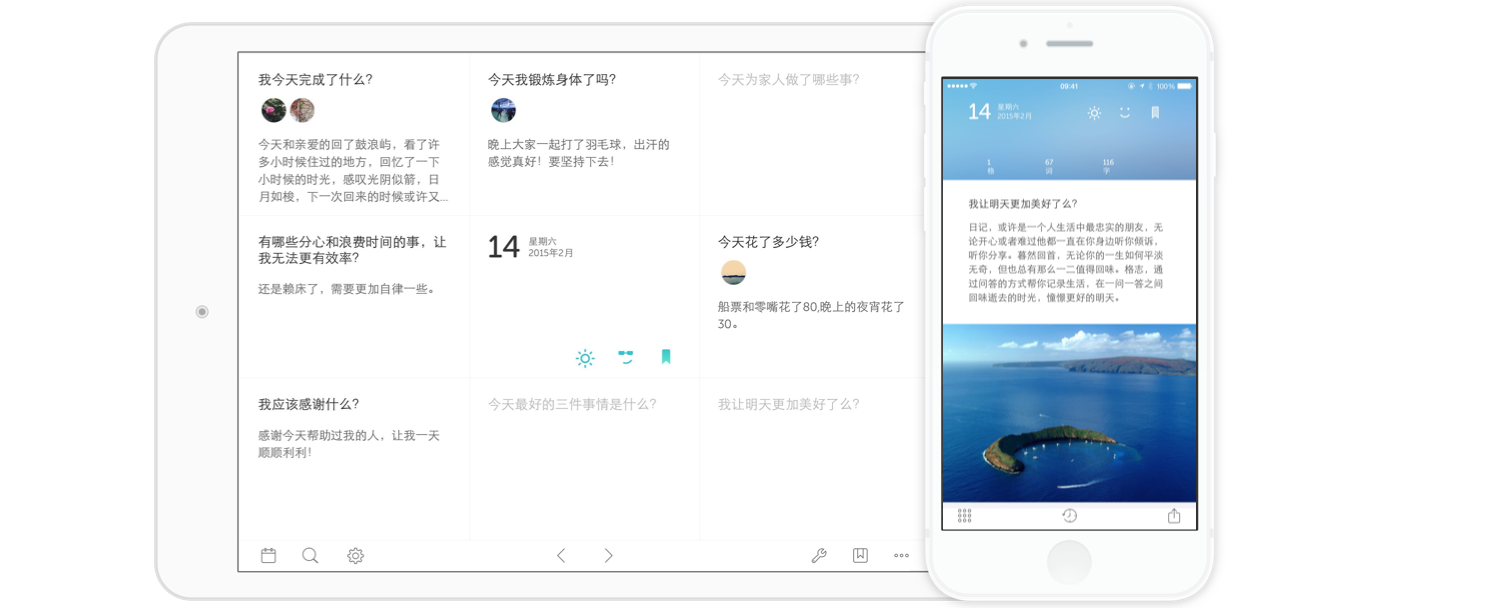 我今天完成了什么?
今天和亲爱的回了鼓浪屿，看了许
多小时候住过的地方，回忆了一下
小时候的时光，感叹光阴似箭，日
月如梭，下一次回来的时候或许又...
今天我锻炼身体了吗?
晚上大家一起打了羽毛球，出汗的
感觉真好！要坚持下去！
今天为家人做了哪些事?
有哪些分心和浪费时间的事，让
我无法更有效率?
还是赖床了，需要更加自律一些。
14
星期六
2015年2月
今天花了多少钱?
船票和零嘴花了80,晚上的夜宵花了
30。
我应该感谢什么?
感谢今天帮助过我的人，让我一天
顺顺利利！
今天最好的三件事情是什么?
我让明天更加美好了么?
09:41
100%
14
星期六
2015年2月
1
格
67
词
116
字
我让明天更加美好了么?
日记，或许是一个人生活中最忠实的朋友，无
论开心或者难过他都一直在你身边听你倾诉，
听你分享。蓦然回首，无论你的一生如何平淡
无奇，但也总有那么一二值得回味。格志，通
过问答的方式帮你记录生活，在一问一答之间
回味逝去的时光，憧憬更好的明天。